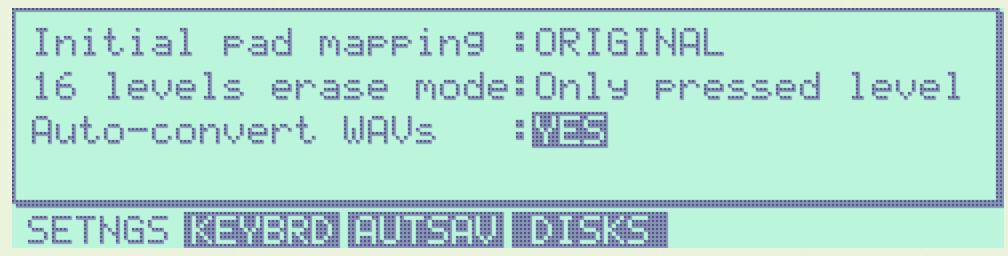 Initial pad mapping :ORIGINAL
16 levels erase mode:Only pressed level
Auto-convert WAVs :YES
SETNGS KEYBRD AUTSAV DISKS